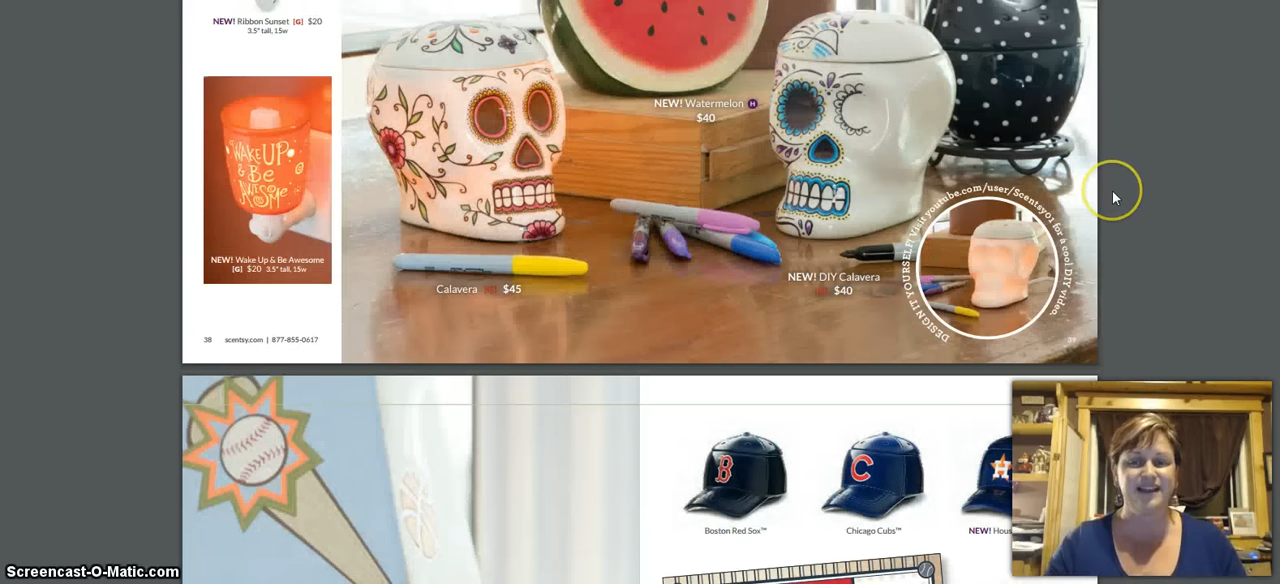 NEW! Ribbon Sunset [G] $20
3.5" tall, 15w
WAKE UP
& Be
AWESOME
NEW! Wake Up & Be Awesome
[G] $20 3.5" tall, 15w
38 scentsy.com | 877-855-0617
NEW! Watermelon H
$40
Calavera $45
NEW! DIY Calavera
$40
DESIGN IT YOURSELF! Visit youtube.com/user/Scentsy01 for a cool DIY video.
39
B
C
H
Boston Red Sox™
Chicago Cubs™
NEW! Hous
Screencast-O-Matic.com